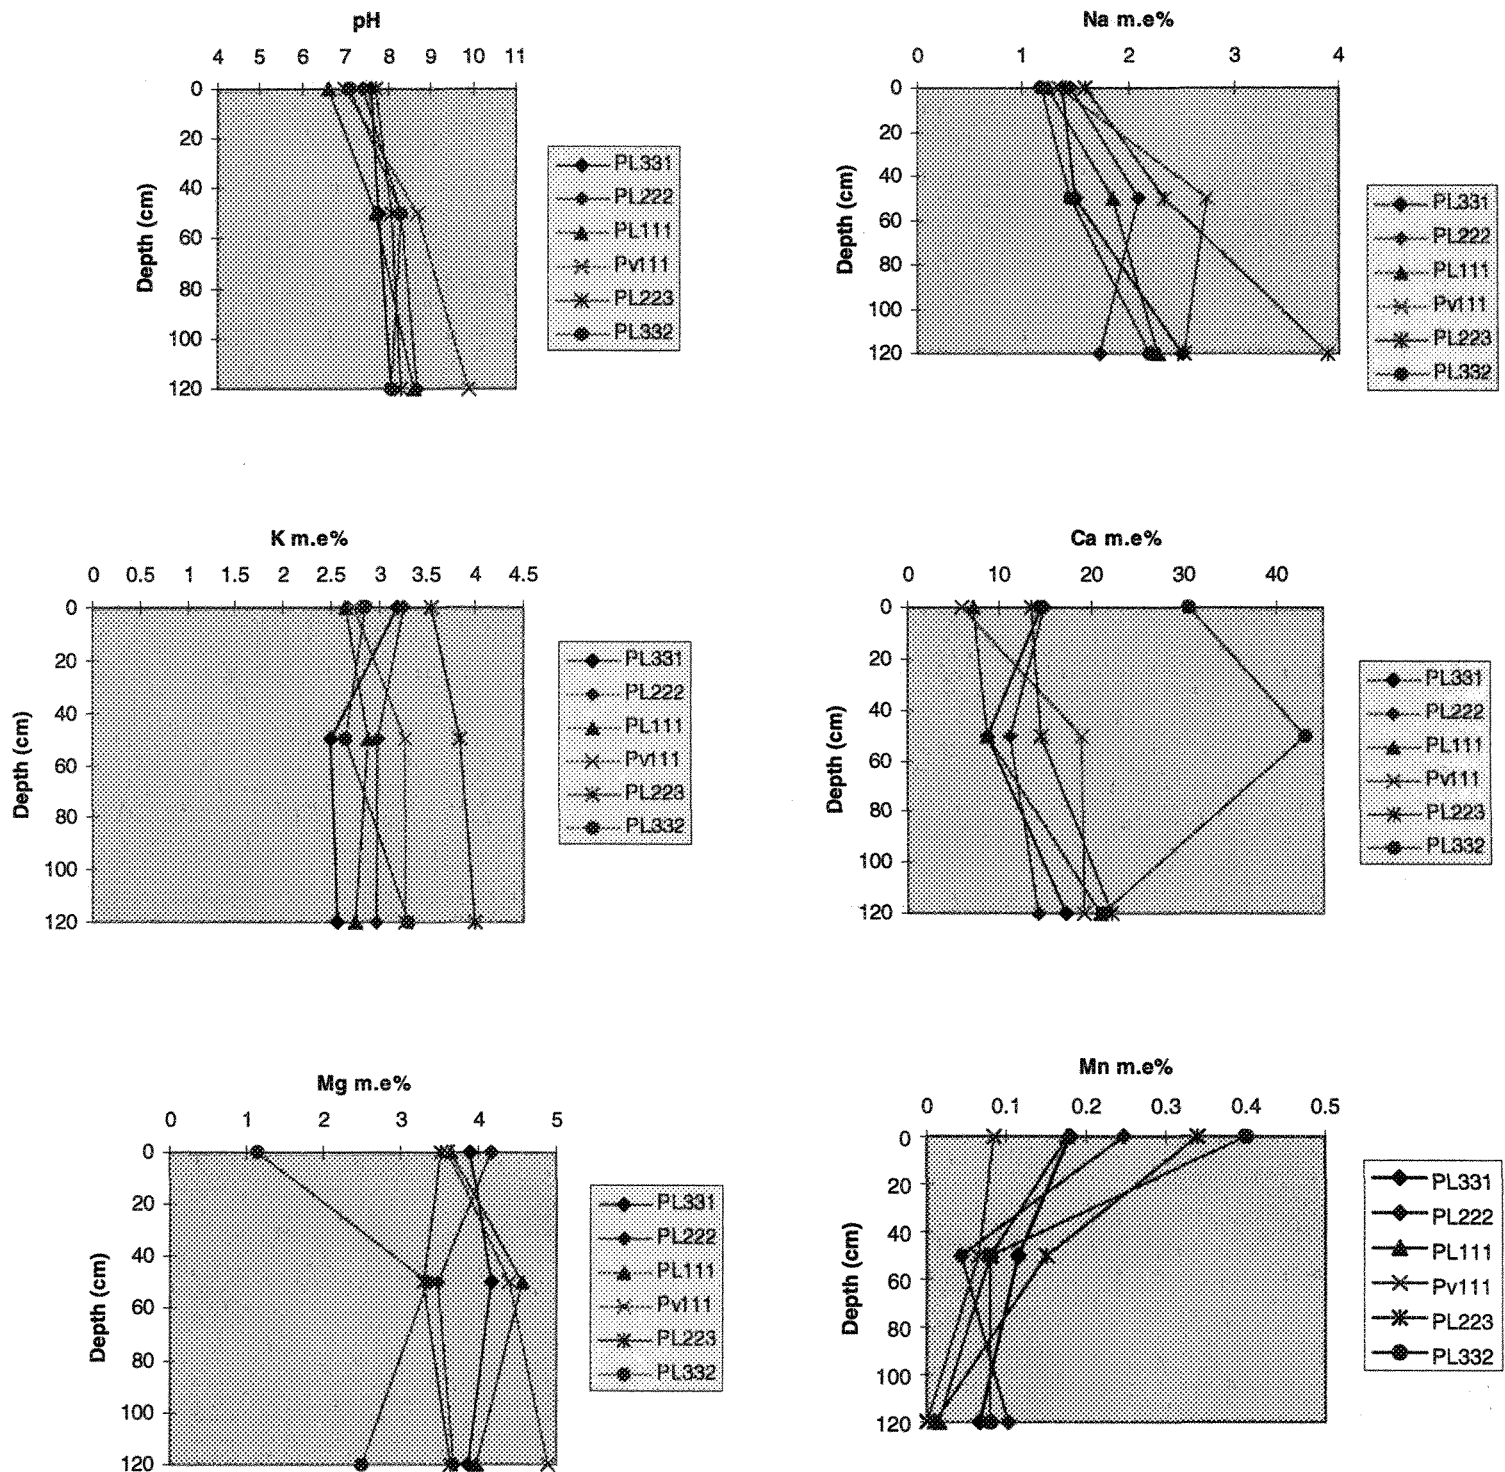 pH
4 5 6 7 8 9 10 11
0
20
40
60
80
100
120
Depth (cm)
PL331
PL222
PL111
Pv111
PL223
PL332
Na m.e%
0 1 2 3 4
0
20
40
60
80
100
120
Depth (cm)
PL331
PL222
PL111
Pv111
PL223
PL332
K m.e%
0 0.5 1 1.5 2 2.5 3 3.5 4 4.5
0
20
40
60
80
100
120
Depth (cm)
PL331
PL222
PL111
Pv111
PL223
PL332
Ca m.e%
0 10 20 30 40
0
20
40
60
80
100
120
Depth (cm)
PL331
PL222
PL111
Pv111
PL223
PL332
Mg m.e%
0 1 2 3 4 5
0
20
40
60
80
100
120
Depth (cm)
PL331
PL222
PL111
Pv111
PL223
PL332
Mn m.e%
0 0.1 0.2 0.3 0.4 0.5
0
20
40
60
80
100
120
Depth (cm)
PL331
PL222
PL111
Pv111
PL223
PL332